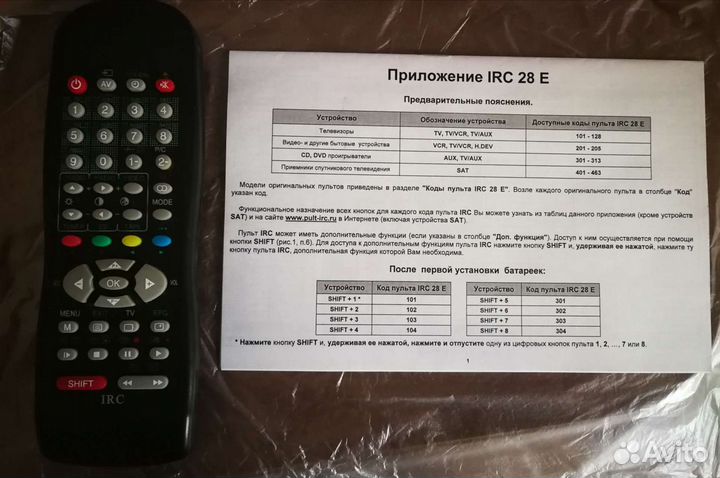 AV
1 2 3 4
5 6 7 8
9 0 1- 2-
P/C
MODE
OK
VOL
MENU EXIT TV EPG
M
SHIFT
IRC
Приложение IRC 28 E
Предварительные пояснения.
Устройство Обозначение устройства Доступные коды пульта IRC 28 E
Телевизоры TV, TV/VCR, TV/AUX 101 - 128
Видео- и другие бытовые устройства VCR, TV/VCR, H.DEV 201 - 205
CD, DVD проигрыватели AUX, TV/AUX 301 - 313
Приемники спутникового телевидения SAT 401 - 463
Модели оригинальных пультов приведены в разделе "Коды пульта IRC 28 E". Возле каждого оригинального пульта в столбце "Код"
указан код.
Функциональное назначение всех кнопок для каждого кода пульта IRC Вы можете узнать из таблиц данного приложения (кроме устройств
SAT) и на сайте www.pult-irc.ru в Интернете (включая устройства SAT).
Пульт IRC может иметь дополнительные функции (если указаны в столбце "Доп. функция"). Доступ к ним осуществляется при помощи
кнопки SHIFT (рис.1, п.6). Для доступа к дополнительным функциям пульта IRC нажмите кнопку SHIFT и, удерживая ее нажатой, нажмите ту
кнопку пульта IRC, дополнительная функция которой Вам необходима.
После первой установки батареек:
Устройство Код пульта IRC 28 E
SHIFT + 1 * 101
SHIFT + 2 102
SHIFT + 3 103
SHIFT + 4 104
Устройство Код пульта IRC 28 E
SHIFT + 5 301
SHIFT + 6 302
SHIFT + 7 303
SHIFT + 8 304
* Нажмите кнопку SHIFT и, удерживая ее нажатой, нажмите и отпустите одну из цифровых кнопок пульта 1, 2, ..., 7 или 8.
1
Avito